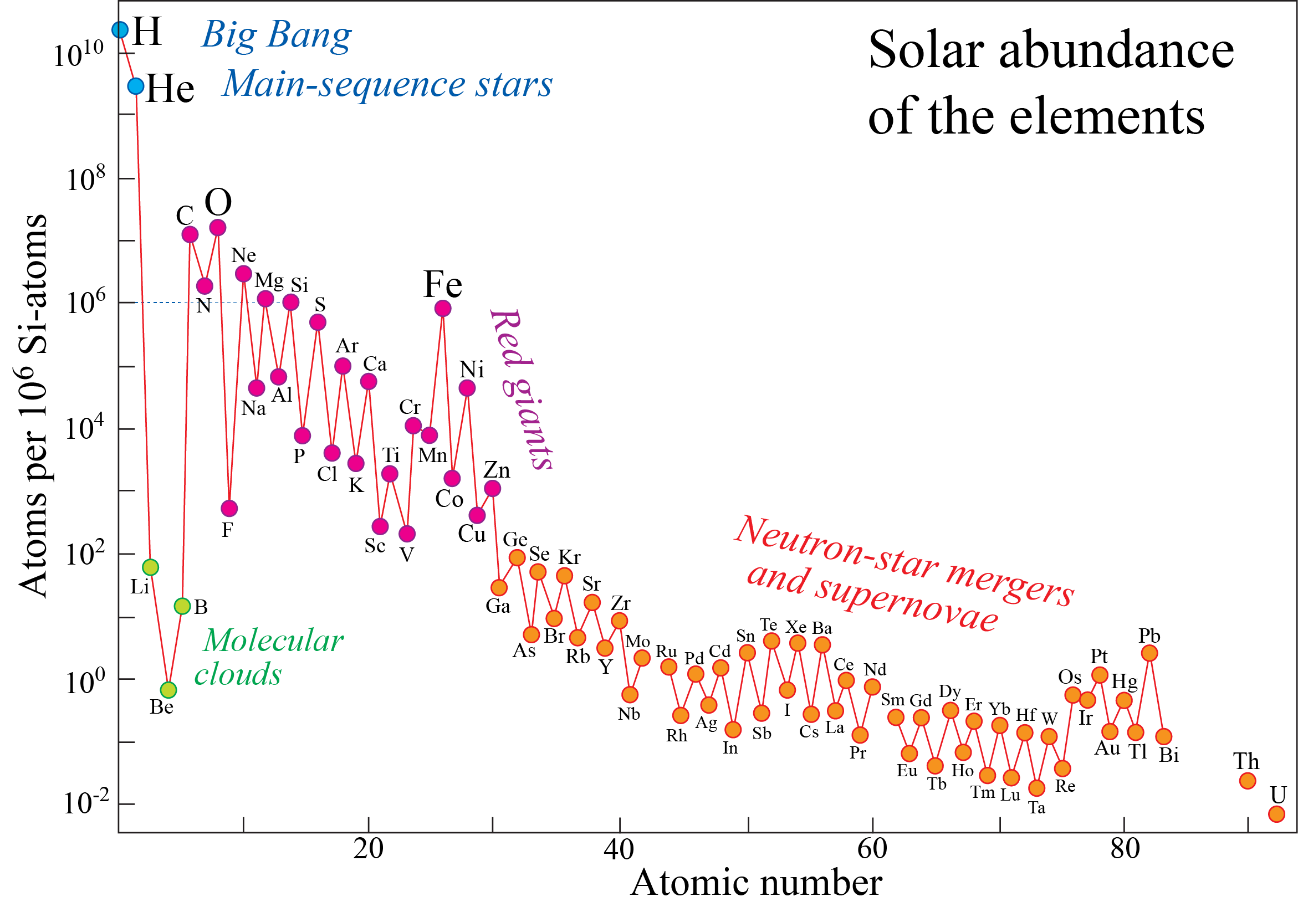 Solar abundance
of the elements
Big Bang
Main-sequence stars
Molecular
clouds
Red giants
Neutron-star mergers
and supernovae
Atoms per 10⁶ Si-atoms
10¹⁰
10⁸
10⁶
10⁴
10²
10⁰
10⁻²
H
He
Li
Be
B
C
N
O
F
Ne
Na
Mg
Al
Si
P
S
Cl
Ar
K
Ca
Sc
Ti
V
Cr
Mn
Fe
Co
Ni
Cu
Zn
Ga
Ge
As
Se
Br
Kr
Rb
Sr
Y
Zr
Nb
Mo
Ru
Rh
Pd
Ag
Cd
In
Sn
Sb
Te
I
Xe
Cs
Ba
La
Ce
Pr
Nd
Sm
Eu
Gd
Tb
Dy
Ho
Er
Tm
Yb
Lu
Hf
Ta
W
Re
Os
Ir
Pt
Au
Hg
Tl
Pb
Bi
Th
U
20
40
60
80
Atomic number